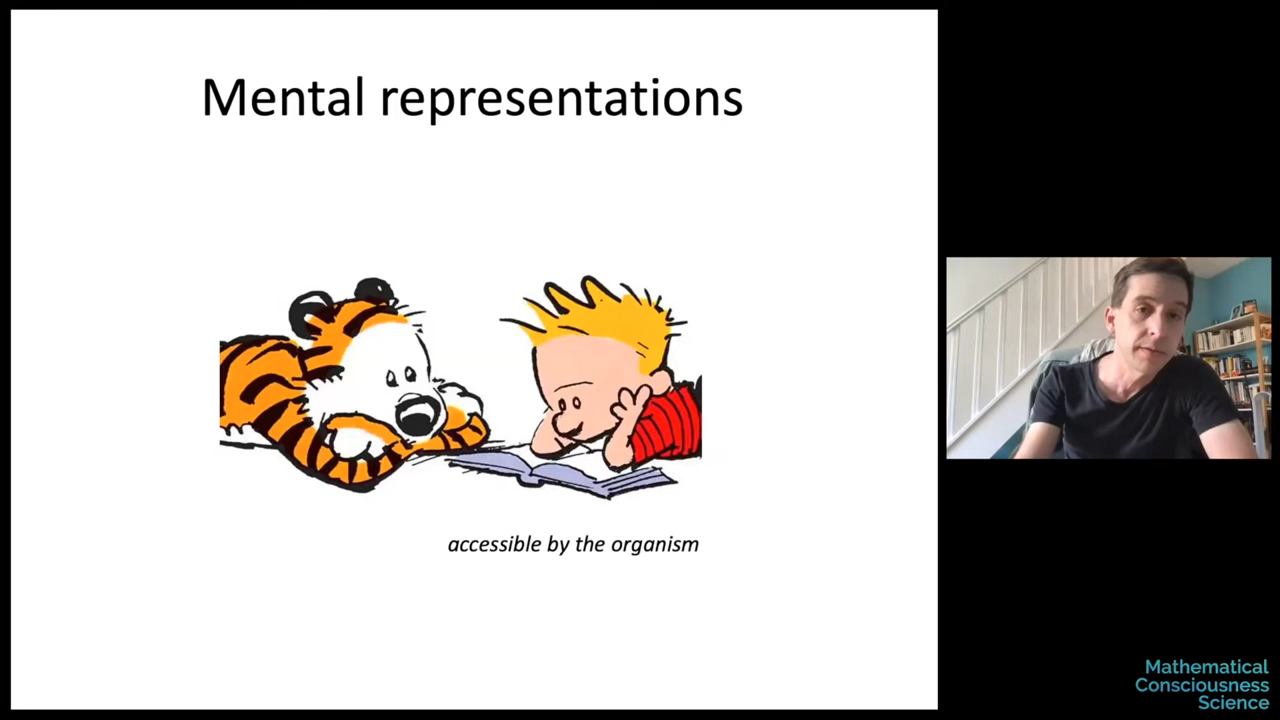 Mental representations
accessible by the organism
Mathematical
Consciousness
Science